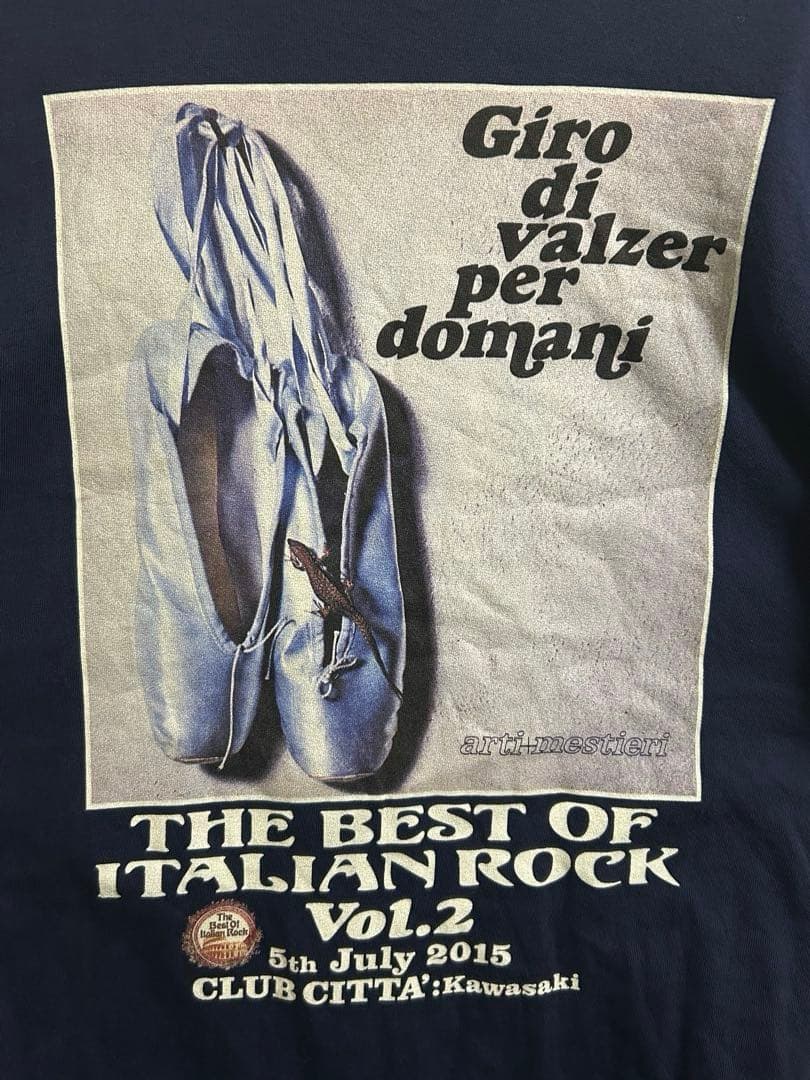 Giro
di
valzer
per
domani
arti+mestieri
THE BEST OF
ITALIAN ROCK
Vol.2
The
Best Of
Italian Rock
5th July 2015
CLUB CITTA':Kawasaki